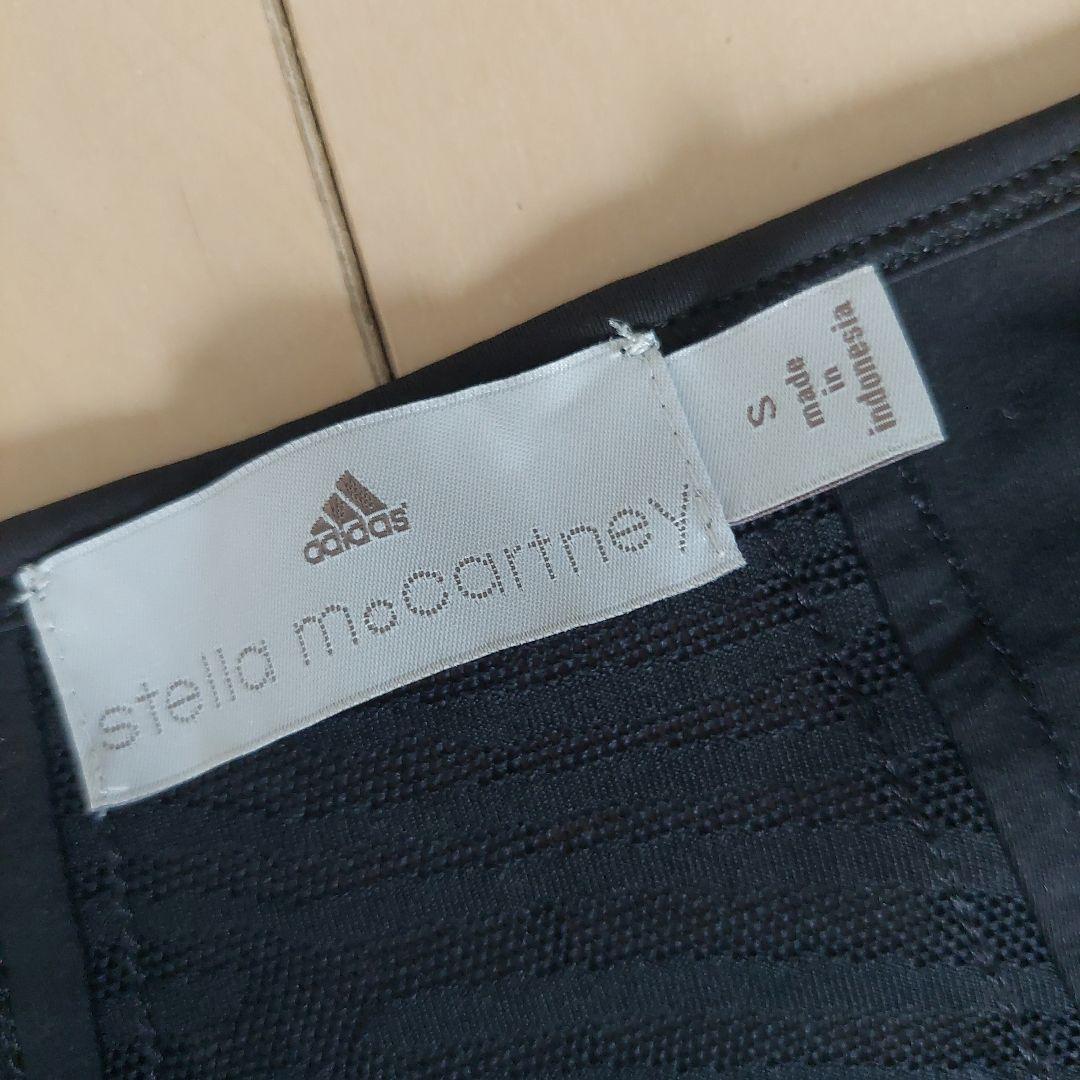 adidas
stella mcCartney
S
made
in
indonesia